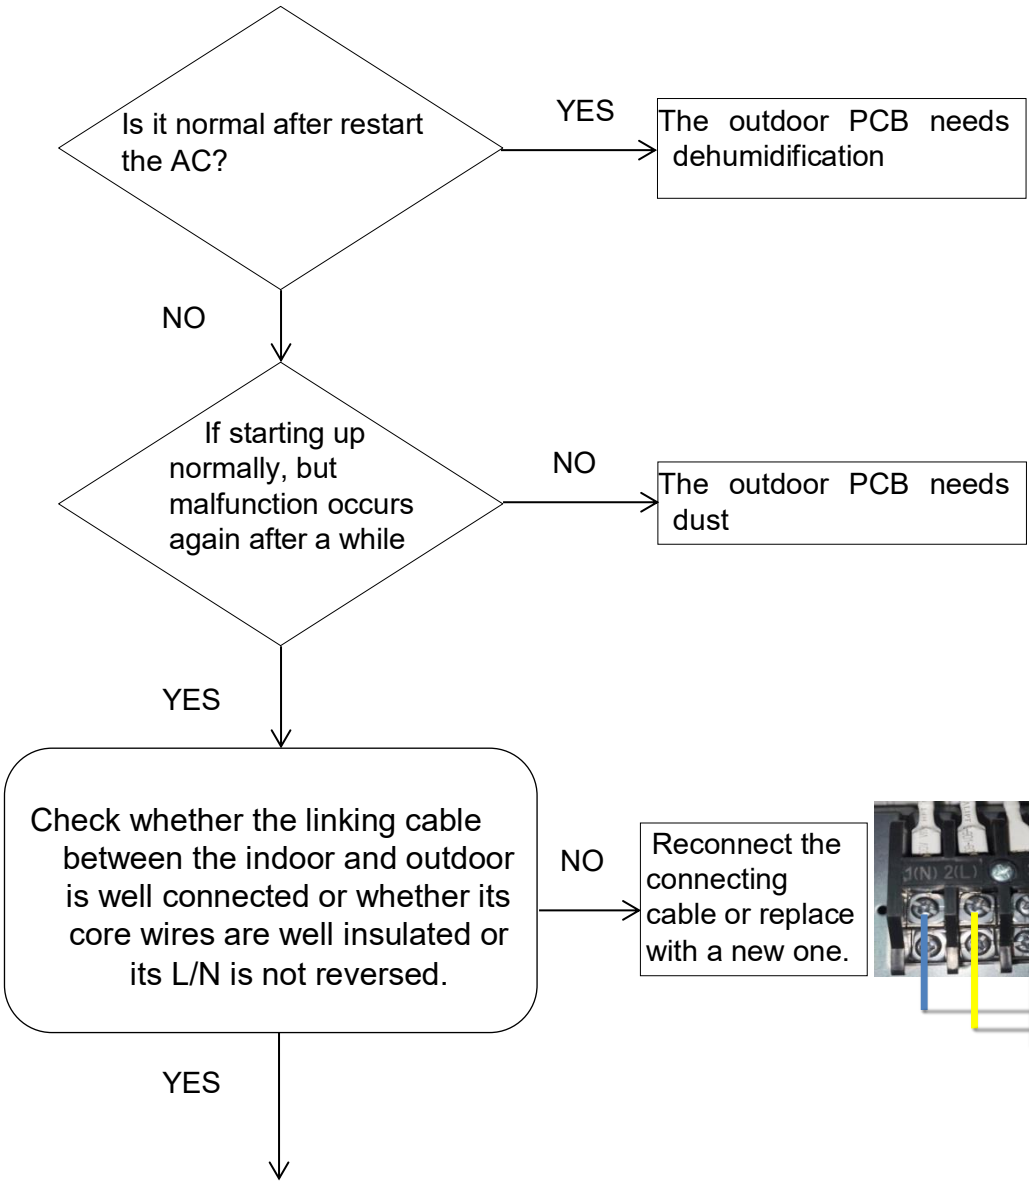 Is it normal after restart
the AC?
YES
The outdoor PCB needs
dehumidification
NO
If starting up
normally, but
malfunction occurs
again after a while
NO
The outdoor PCB needs
dust
YES
Check whether the linking cable
between the indoor and outdoor
is well connected or whether its
core wires are well insulated or
its L/N is not reversed.
NO
Reconnect the
connecting
cable or replace
with a new one.
1(N) 2(L)
YES